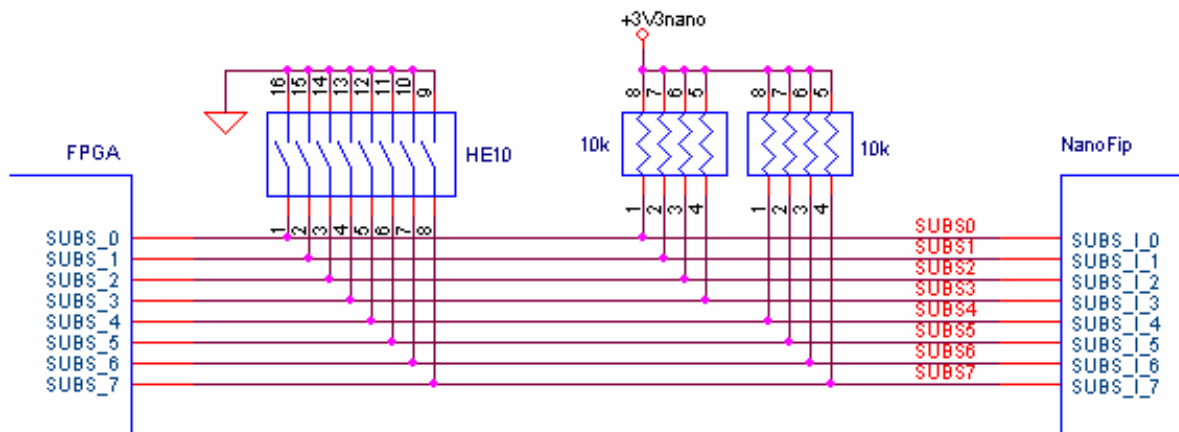 +3V3nano
16 15 14 13 12 11 10 9
8 7 6 5
8 7 6 5
FPGA
HE10
10k
10k
NanoFip
1 2 3 4 5 6 7 8
1 2 3 4
1 2 3 4
SUBS_0
SUBS0
SUBS_I_0
SUBS_1
SUBS1
SUBS_I_1
SUBS_2
SUBS2
SUBS_I_2
SUBS_3
SUBS3
SUBS_I_3
SUBS_4
SUBS4
SUBS_I_4
SUBS_5
SUBS5
SUBS_I_5
SUBS_6
SUBS6
SUBS_I_6
SUBS_7
SUBS7
SUBS_I_7